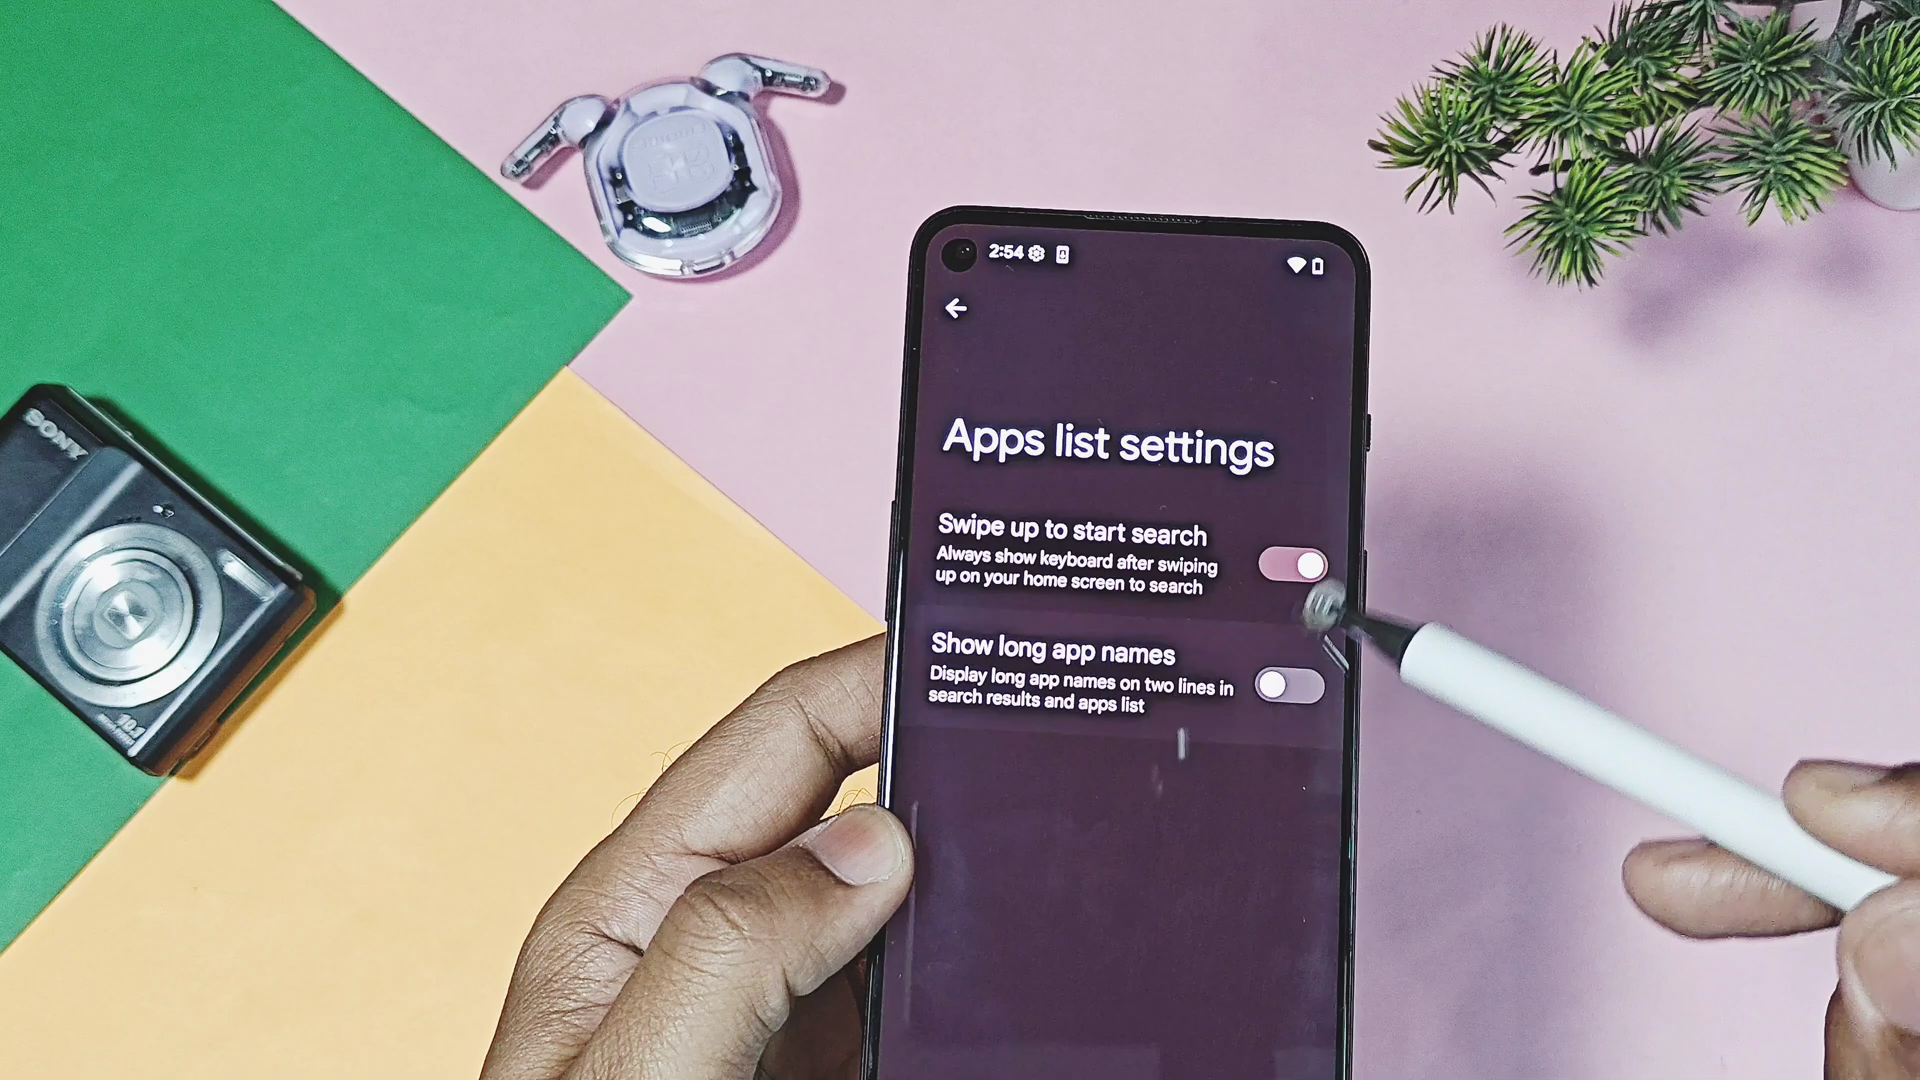 2:54
Apps list settings
Swipe up to start search
Always show keyboard after swiping
up on your home screen to search
Show long app names
Display long app names on two lines in
search results and apps list
SONY
10.1